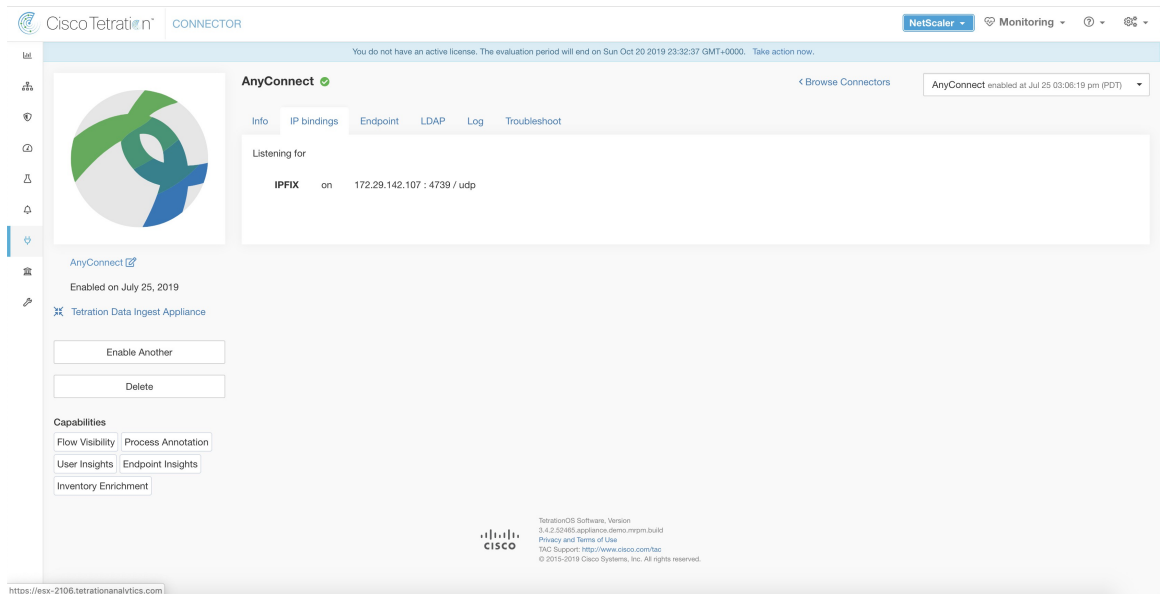 Cisco Tetration™ CONNECTOR
NetScaler
Monitoring
You do not have an active license. The evaluation period will end on Sun Oct 20 2019 23:32:37 GMT+0000. Take action now.
AnyConnect
< Browse Connectors
AnyConnect enabled at Jul 25 03:06:19 pm (PDT)
Info IP bindings Endpoint LDAP Log Troubleshoot
Listening for
IPFIX on 172.29.142.107 : 4739 / udp
AnyConnect
Enabled on July 25, 2019
Tetration Data Ingest Appliance
Enable Another
Delete
Capabilities
Flow Visibility Process Annotation
User Insights Endpoint Insights
Inventory Enrichment
CISCO
TetrationOS Software, Version
3.4.2.52465.appliance.demo.mrpm.build
Privacy and Terms of Use
TAC Support: http://www.cisco.com/tac
© 2015-2019 Cisco Systems, Inc. All rights reserved.
https://esx-2106.tetrationanalytics.com